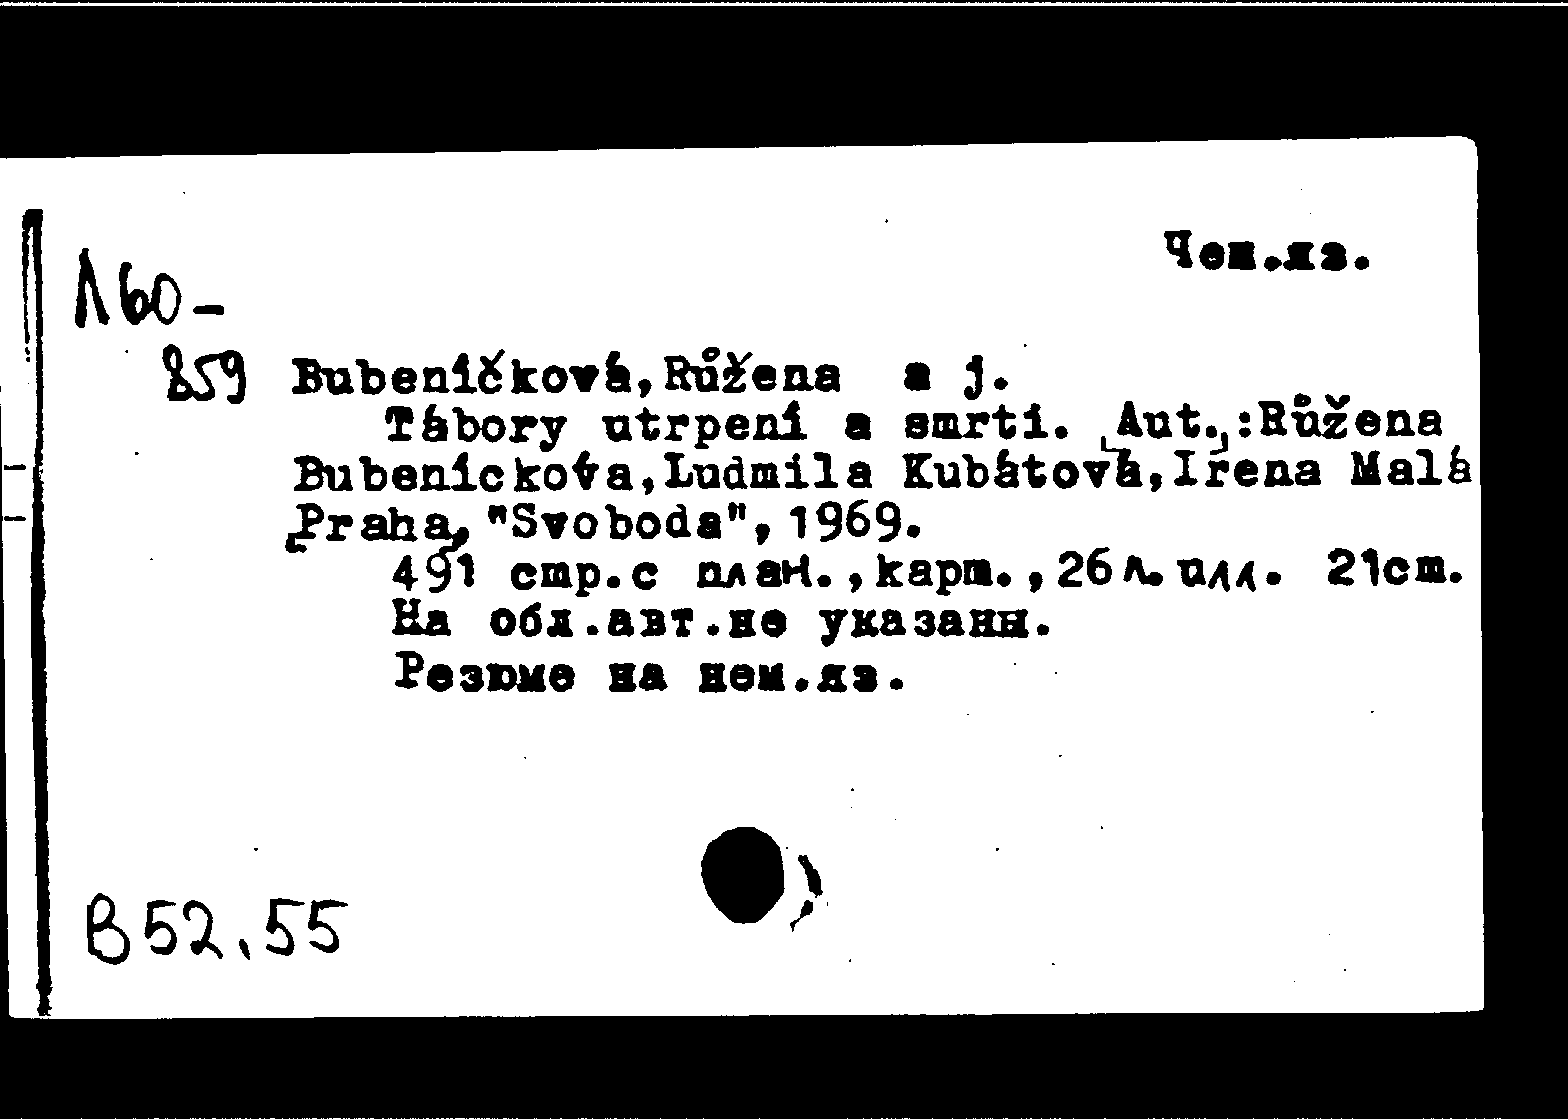 Чеш.яз.
Л60-
859 Bubeníčková,Růžena a j.
Tábory utrpení a smrti. [Aut.]:Růžena
Bubeníckóva,Ludmila Kubátová,Irena Malá
[Praha], "Svoboda", 1969.
491 стр.с план., карт., 26 л. илл. 21cm.
На обл.авт.не указаны.
Резюме на нем.яз.
B52.55